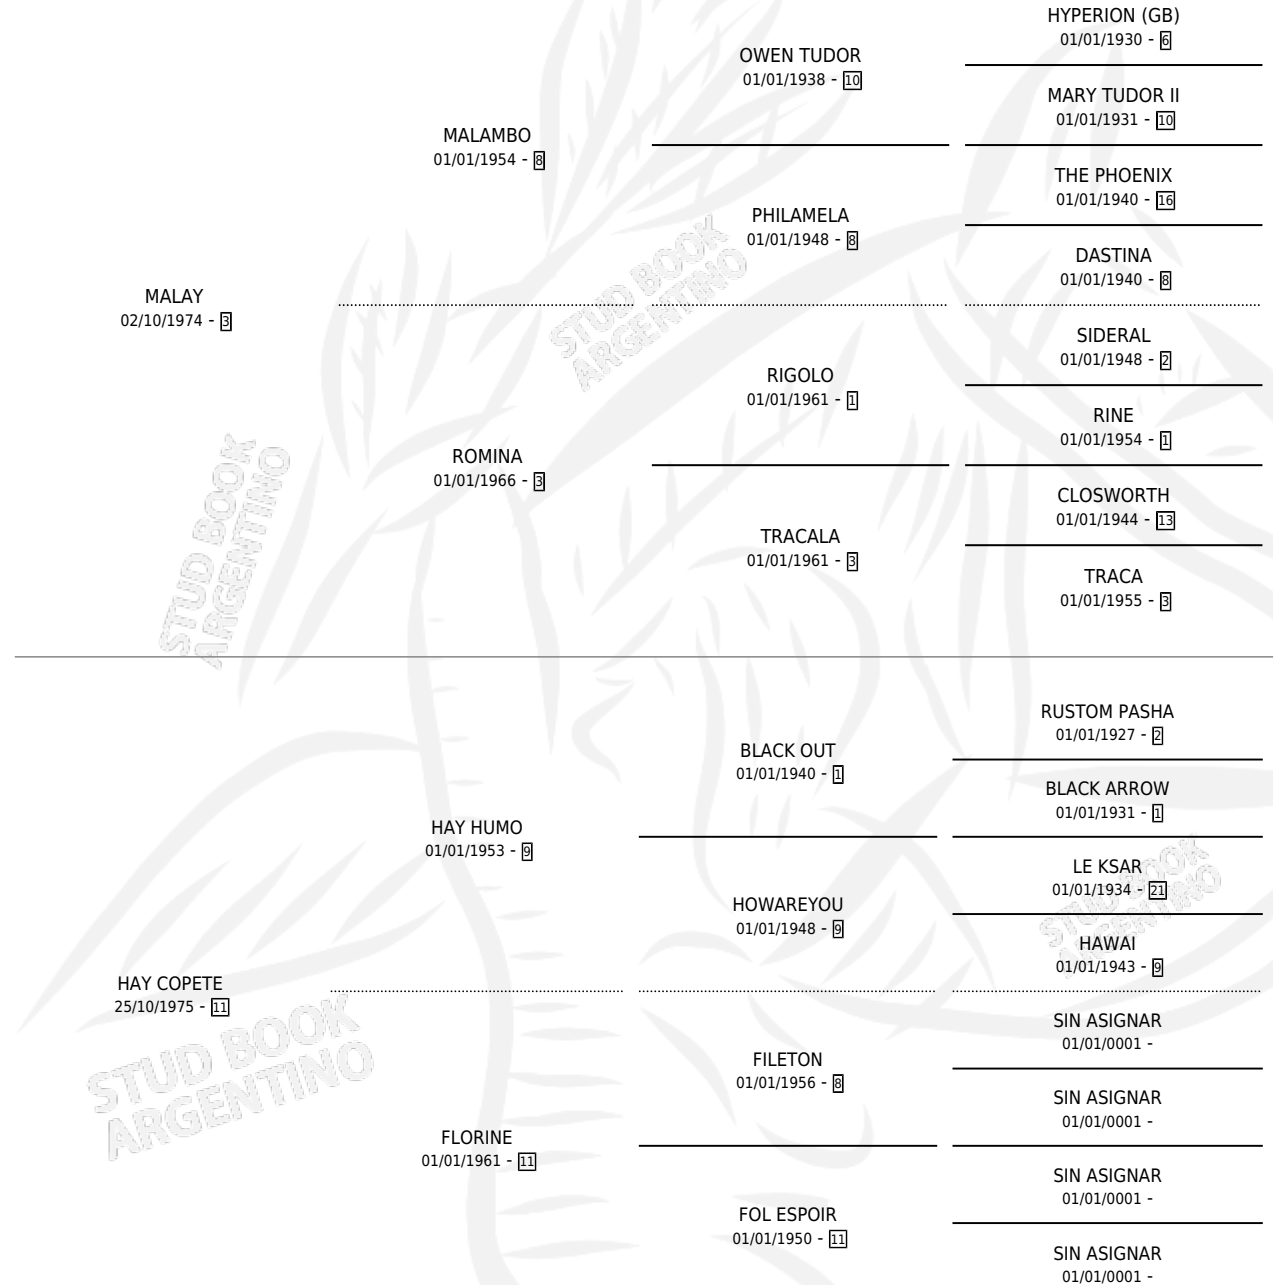 HYPERION (GB)
01/01/1930 - 6
OWEN TUDOR
01/01/1938 - 10
MARY TUDOR II
01/01/1931 - 10
MALAMBO
01/01/1954 - 8
THE PHOENIX
01/01/1940 - 16
PHILAMELA
01/01/1948 - 8
DASTINA
01/01/1940 - 8
MALAY
02/10/1974 - 3
SIDERAL
01/01/1948 - 2
RIGOLO
01/01/1961 - 1
RINE
01/01/1954 - 1
ROMINA
01/01/1966 - 3
CLOSWORTH
01/01/1944 - 13
TRACALA
01/01/1961 - 3
TRACA
01/01/1955 - 3
RUSTOM PASHA
01/01/1927 - 2
BLACK OUT
01/01/1940 - 1
BLACK ARROW
01/01/1931 - 1
HAY HUMO
01/01/1953 - 9
LE KSAR
01/01/1934 - 21
HOWAREYOU
01/01/1948 - 9
HAWAI
01/01/1943 - 9
HAY COPETE
25/10/1975 - 11
SIN ASIGNAR
01/01/0001 -
FILETON
01/01/1956 - 8
SIN ASIGNAR
01/01/0001 -
FLORINE
01/01/1961 - 11
SIN ASIGNAR
01/01/0001 -
FOL ESPOIR
01/01/1950 - 11
SIN ASIGNAR
01/01/0001 -
STUD BOOK
ARGENTINO
STUD BOOK
ARGENTINO
STUD BOOK
ARGENTINO
STUD BOOK
ARGENTINO